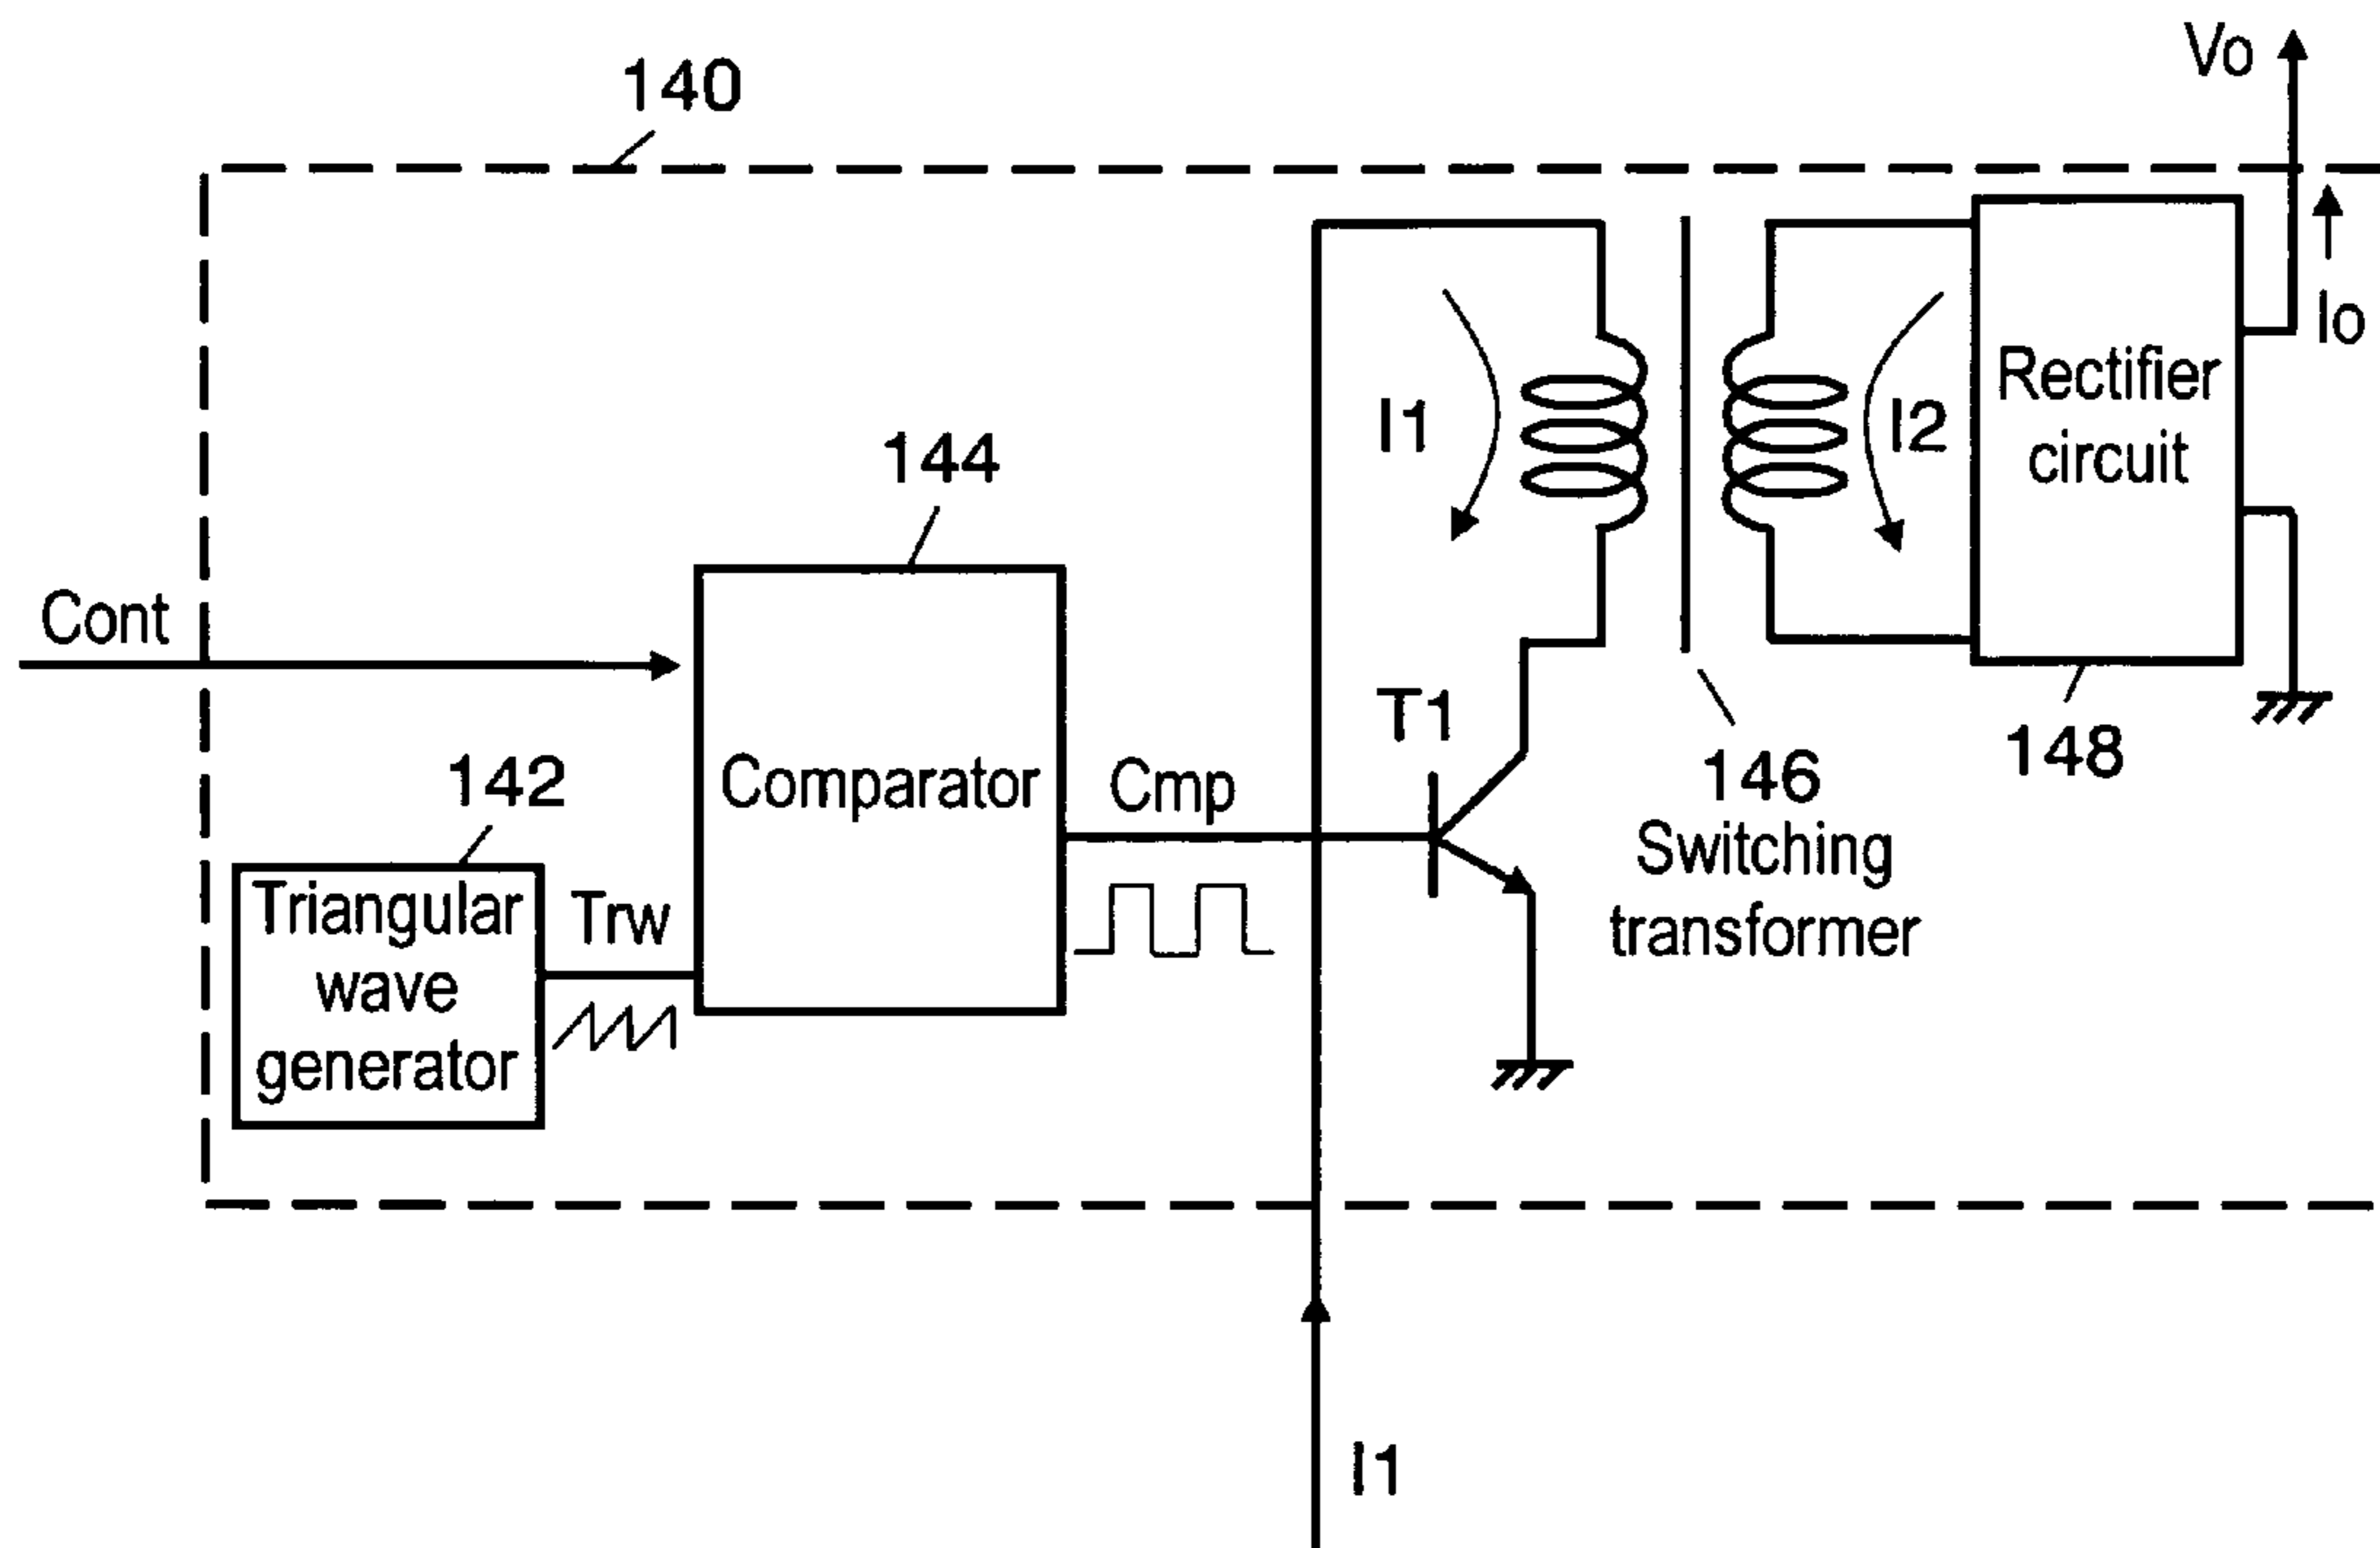 Vo
140
Io
Rectifier
circuit
I1
I2
144
Cont
T1
146
Switching
transformer
148
142
Comparator
Cmp
Triangular
wave
generator
Trw
I1